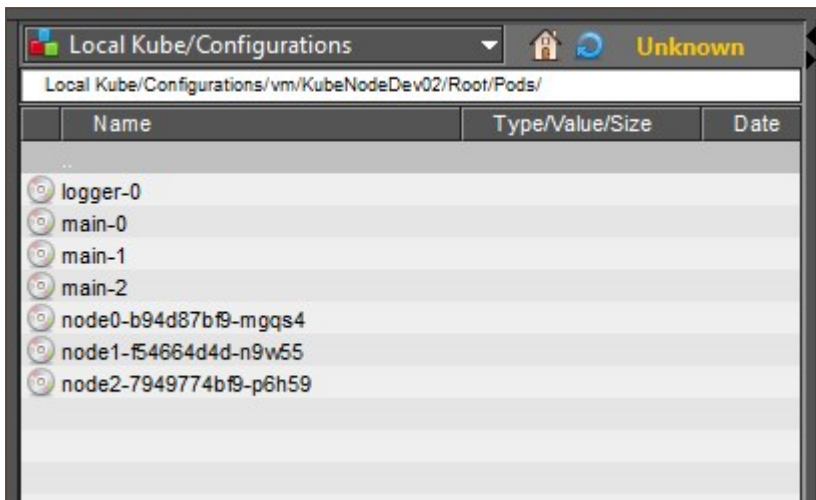 Local Kube/Configurations Unknown
Local Kube/Configurations/vm/KubeNodeDev02/Root/Pods/
Name Type/Value/Size Date
..
logger-0
main-0
main-1
main-2
node0-b94d87bf9-mgqs4
node1-f54664d4d-n9w55
node2-7949774bf9-p6h59